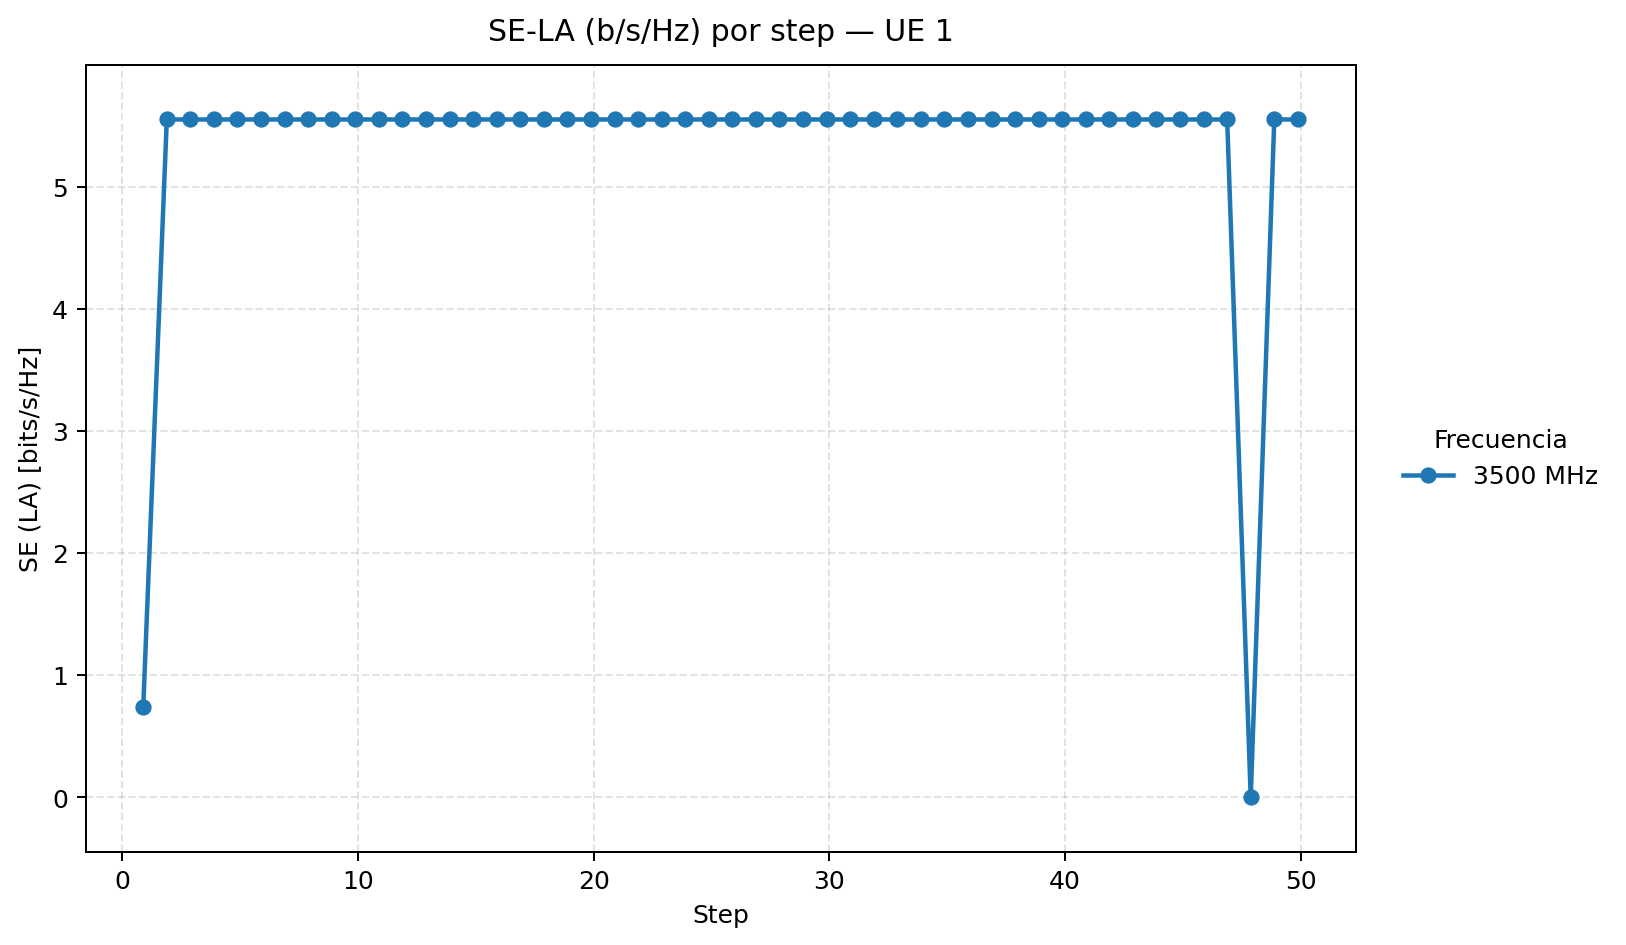 SE-LA (b/s/Hz) por step — UE 1
SE (LA) [bits/s/Hz]
5
4
3
2
1
0
0 10 20 30 40 50
Step
Frecuencia
3500 MHz